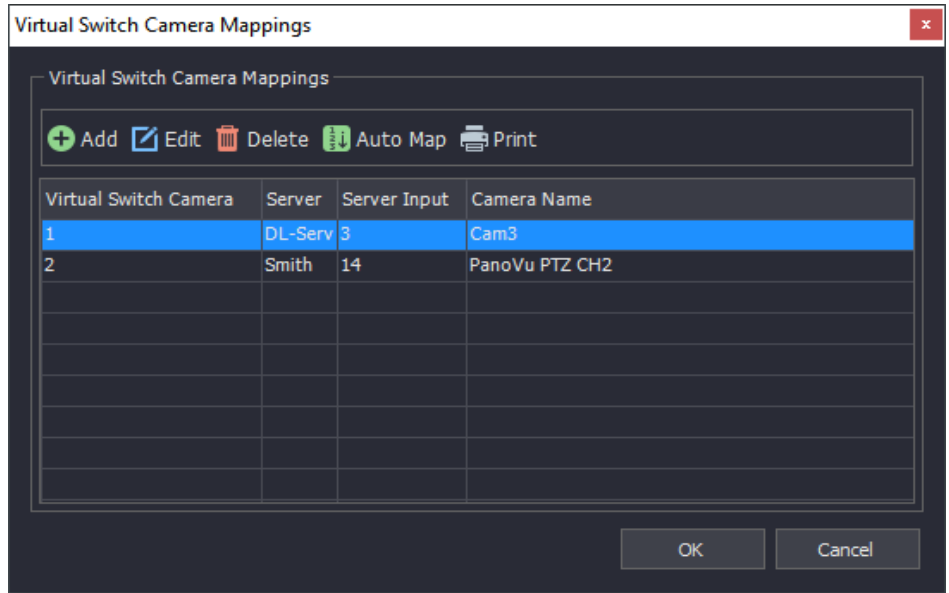 Virtual Switch Camera Mappings
x
Virtual Switch Camera Mappings
Add Edit Delete Auto Map Print
Virtual Switch Camera Server Server Input Camera Name
1 DL-Serv 3 Cam3
2 Smith 14 PanoVu PTZ CH2
OK Cancel